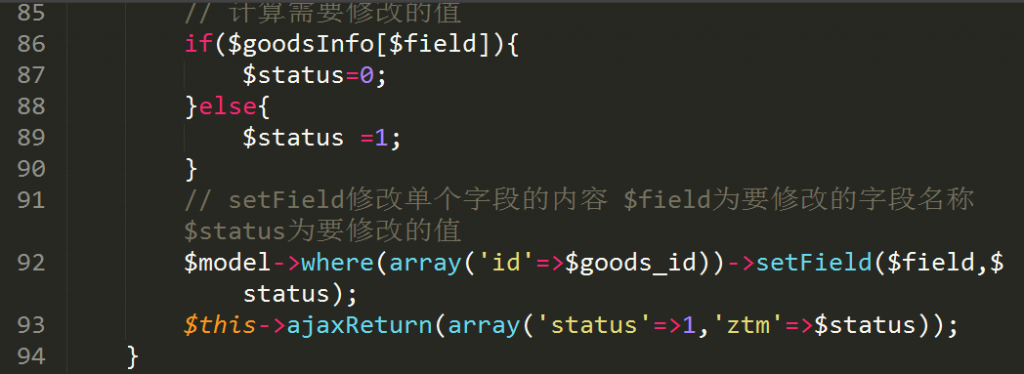 85 // 计算需要修改的值
86 if($goodsInfo[$field]){
87 $status=0;
88 }else{
89 $status =1;
90 }
91 // setField修改单个字段的内容 $field为要修改的字段名称
$status为要修改的值
92 $model->where(array('id'=>$goods_id))->setField($field,$
status);
93 $this->ajaxReturn(array('status'=>1,'ztm'=>$status));
94 }